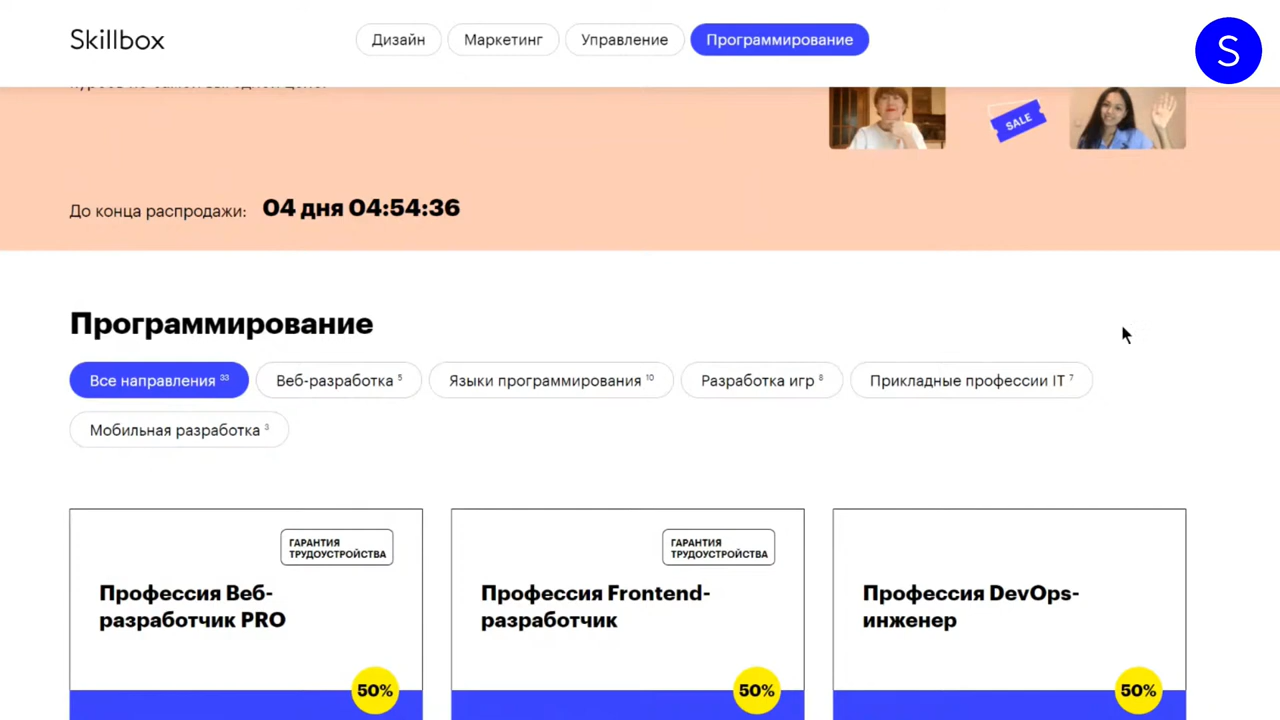 Skillbox
Дизайн
Маркетинг
Управление
Программирование
S
SALE
До конца распродажи: 04 дня 04:54:36
Программирование
Все направления 33
Веб-разработка 5
Языки программирования 10
Разработка игр 8
Прикладные профессии IT 7
Мобильная разработка 3
ГАРАНТИЯ
ТРУДОУСТРОЙСТВА
Профессия Веб-
разработчик PRO
50%
ГАРАНТИЯ
ТРУДОУСТРОЙСТВА
Профессия Frontend-
разработчик
50%
Профессия DevOps-
инженер
50%